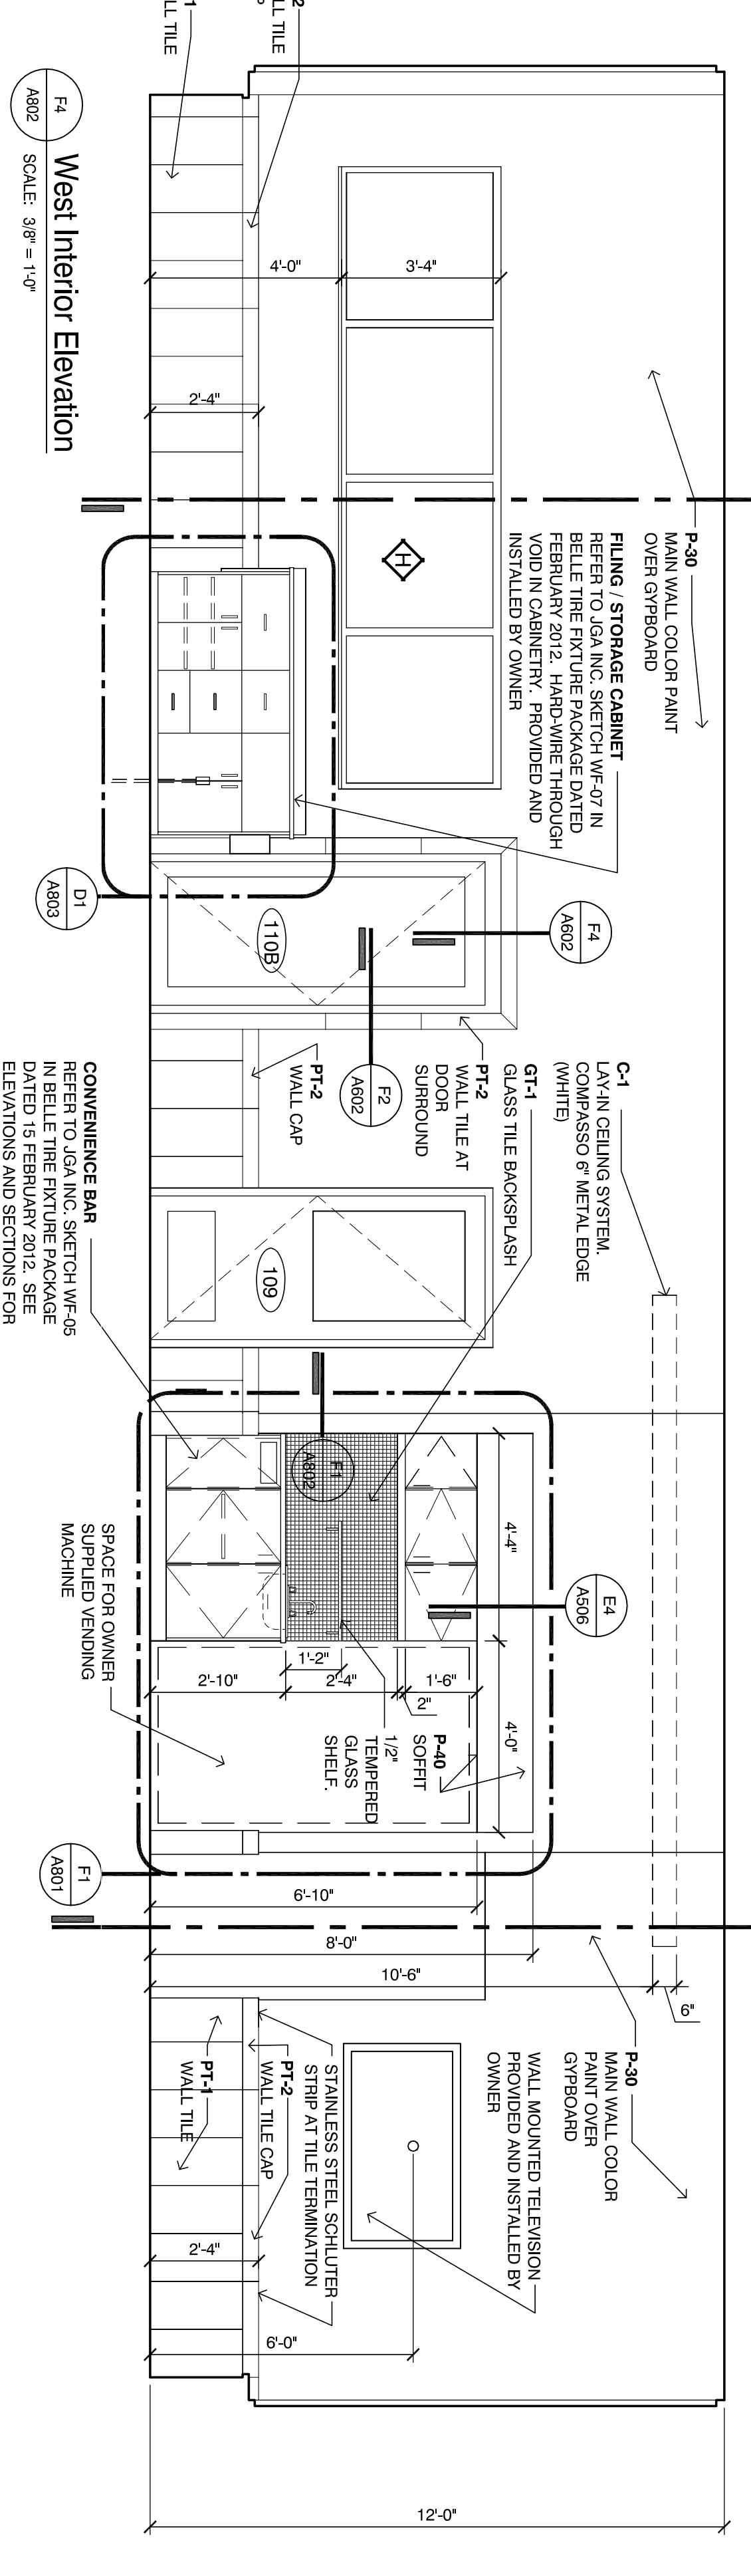 P-30
MAIN WALL COLOR PAINT
OVER GYPBOARD
FILING / STORAGE CABINET
REFER TO JGA INC. SKETCH WF-07 IN
BELLE TIRE FIXTURE PACKAGE DATED
FEBRUARY 2012. HARD-WIRE THROUGH
VOID IN CABINETRY. PROVIDED AND
INSTALLED BY OWNER
3'-4"
4'-0"
2'-4"
H
2
LL TILE
1
LL TILE
F4
A802
West Interior Elevation
SCALE: 3/8" = 1'-0"
D1
A803
110B
F4
A602
F2
A602
C-1
LAY-IN CEILING SYSTEM.
COMPASSO 6" METAL EDGE
(WHITE)
GT-1
GLASS TILE BACKSPLASH
PT-2
WALL TILE AT
DOOR
SURROUND
PT-2
WALL CAP
109
CONVENIENCE BAR
REFER TO JGA INC. SKETCH WF-05
IN BELLE TIRE FIXTURE PACKAGE
DATED 15 FEBRUARY 2012. SEE
ELEVATIONS AND SECTIONS FOR
F1
A802
E4
A506
4'-4"
4'-0"
1'-6"
2"
2'-4"
1'-2"
2'-10"
P-40
SOFFIT
1/2"
TEMPERED
GLASS
SHELF.
SPACE FOR OWNER
SUPPLIED VENDING
MACHINE
F1
A801
6'-10"
8'-0"
10'-6"
6"
P-30
MAIN WALL COLOR
PAINT OVER
GYPBOARD
WALL MOUNTED TELEVISION
PROVIDED AND INSTALLED BY
OWNER
STAINLESS STEEL SCHLUTER
STRIP AT TILE TERMINATION
PT-2
WALL TILE CAP
PT-1
WALL TILE
2'-4"
6'-0"
12'-0"